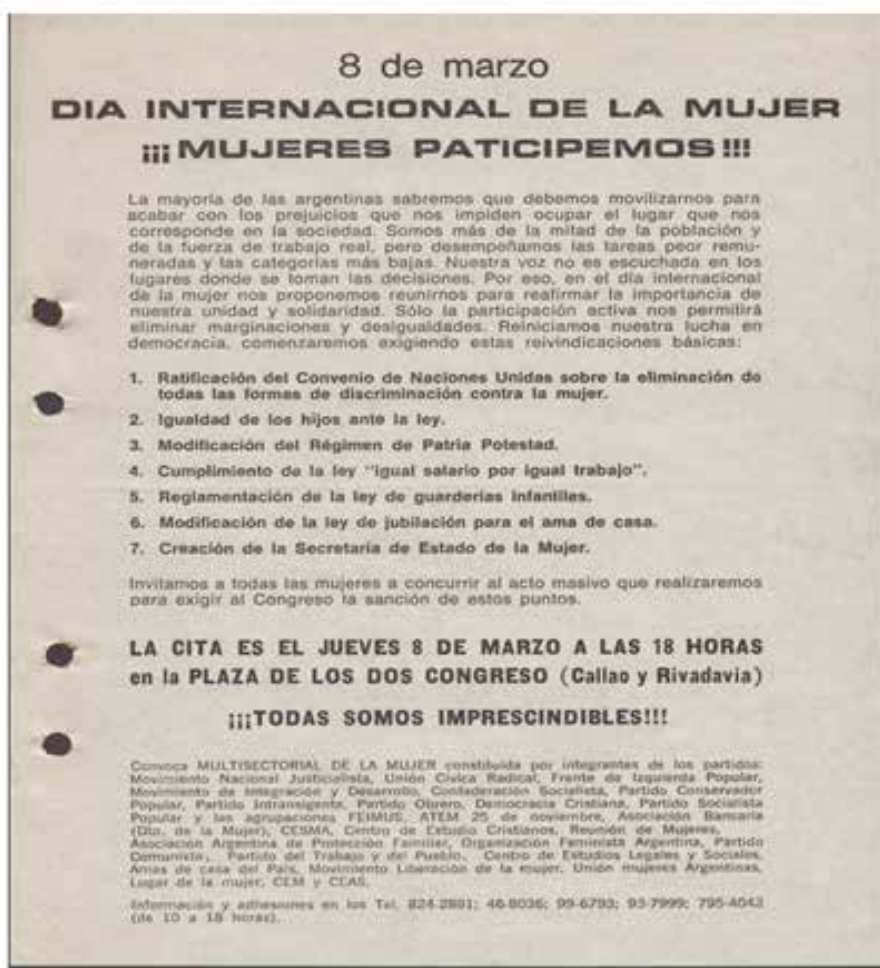 8 de marzo
DIA INTERNACIONAL DE LA MUJER
¡¡¡MUJERES PATICIPEMOS!!!
La mayoría de las argentinas sabremos que debemos movilizarnos para
acabar con los prejuicios que nos impiden ocupar el lugar que nos
corresponde en la sociedad. Somos más de la mitad de la población y
de la fuerza de trabajo real, pero desempeñamos las tareas peor remu-
neradas y las categorías más bajas. Nuestra voz no es escuchada en los
lugares donde se toman las decisiones. Por eso, en el día internacional
de la mujer nos proponemos reunirnos para reafirmar la importancia de
nuestra unidad y solidaridad. Sólo la participación activa nos permitirá
eliminar marginaciones y desigualdades. Reiniciamos nuestra lucha en
democracia, comenzaremos exigiendo estas reivindicaciones básicas:
1. Ratificación del Convenio de Naciones Unidas sobre la eliminación de
todas las formas de discriminación contra la mujer.
2. Igualdad de los hijos ante la ley.
3. Modificación del Régimen de Patria Potestad.
4. Cumplimiento de la ley "igual salario por igual trabajo".
5. Reglamentación de la ley de guarderías infantiles.
6. Modificación de la ley de jubilación para el ama de casa.
7. Creación de la Secretaría de Estado de la Mujer.
Invitamos a todas las mujeres a concurrir al acto masivo que realizaremos
para exigir al Congreso la sanción de estos puntos.
LA CITA ES EL JUEVES 8 DE MARZO A LAS 18 HORAS
en la PLAZA DE LOS DOS CONGRESO (Callao y Rivadavia)
¡¡¡TODAS SOMOS IMPRESCINDIBLES!!!
Convoca MULTISECTORIAL DE LA MUJER constituida por integrantes de los partidos:
Movimiento Nacional Justicialista, Unión Cívica Radical, Frente de Izquierda Popular,
Movimiento de Integración y Desarrollo, Confederación Socialista, Partido Conservador
Popular, Partido Intransigente, Partido Obrero, Democracia Cristiana, Partido Socialista
Popular y las agrupaciones FEIMUS, ATEM 25 de noviembre, Asociación Bancaria
(Dto. de la Mujer), CESMA, Centro de Estudio Cristianos, Reunión de Mujeres,
Asociación Argentina de Protección Familiar, Organización Feminista Argentina, Partido
Comunista, Partido del Trabajo y del Pueblo, Centro de Estudios Legales y Sociales,
Amas de casa del País, Movimiento Liberación de la mujer, Unión mujeres Argentinas,
Lugar de la mujer, CEM y CEAS.
Información y adhesiones en los Tel. 824-2891; 46-8036; 99-6793; 93-7999; 795-4043
(de 10 a 18 horas).